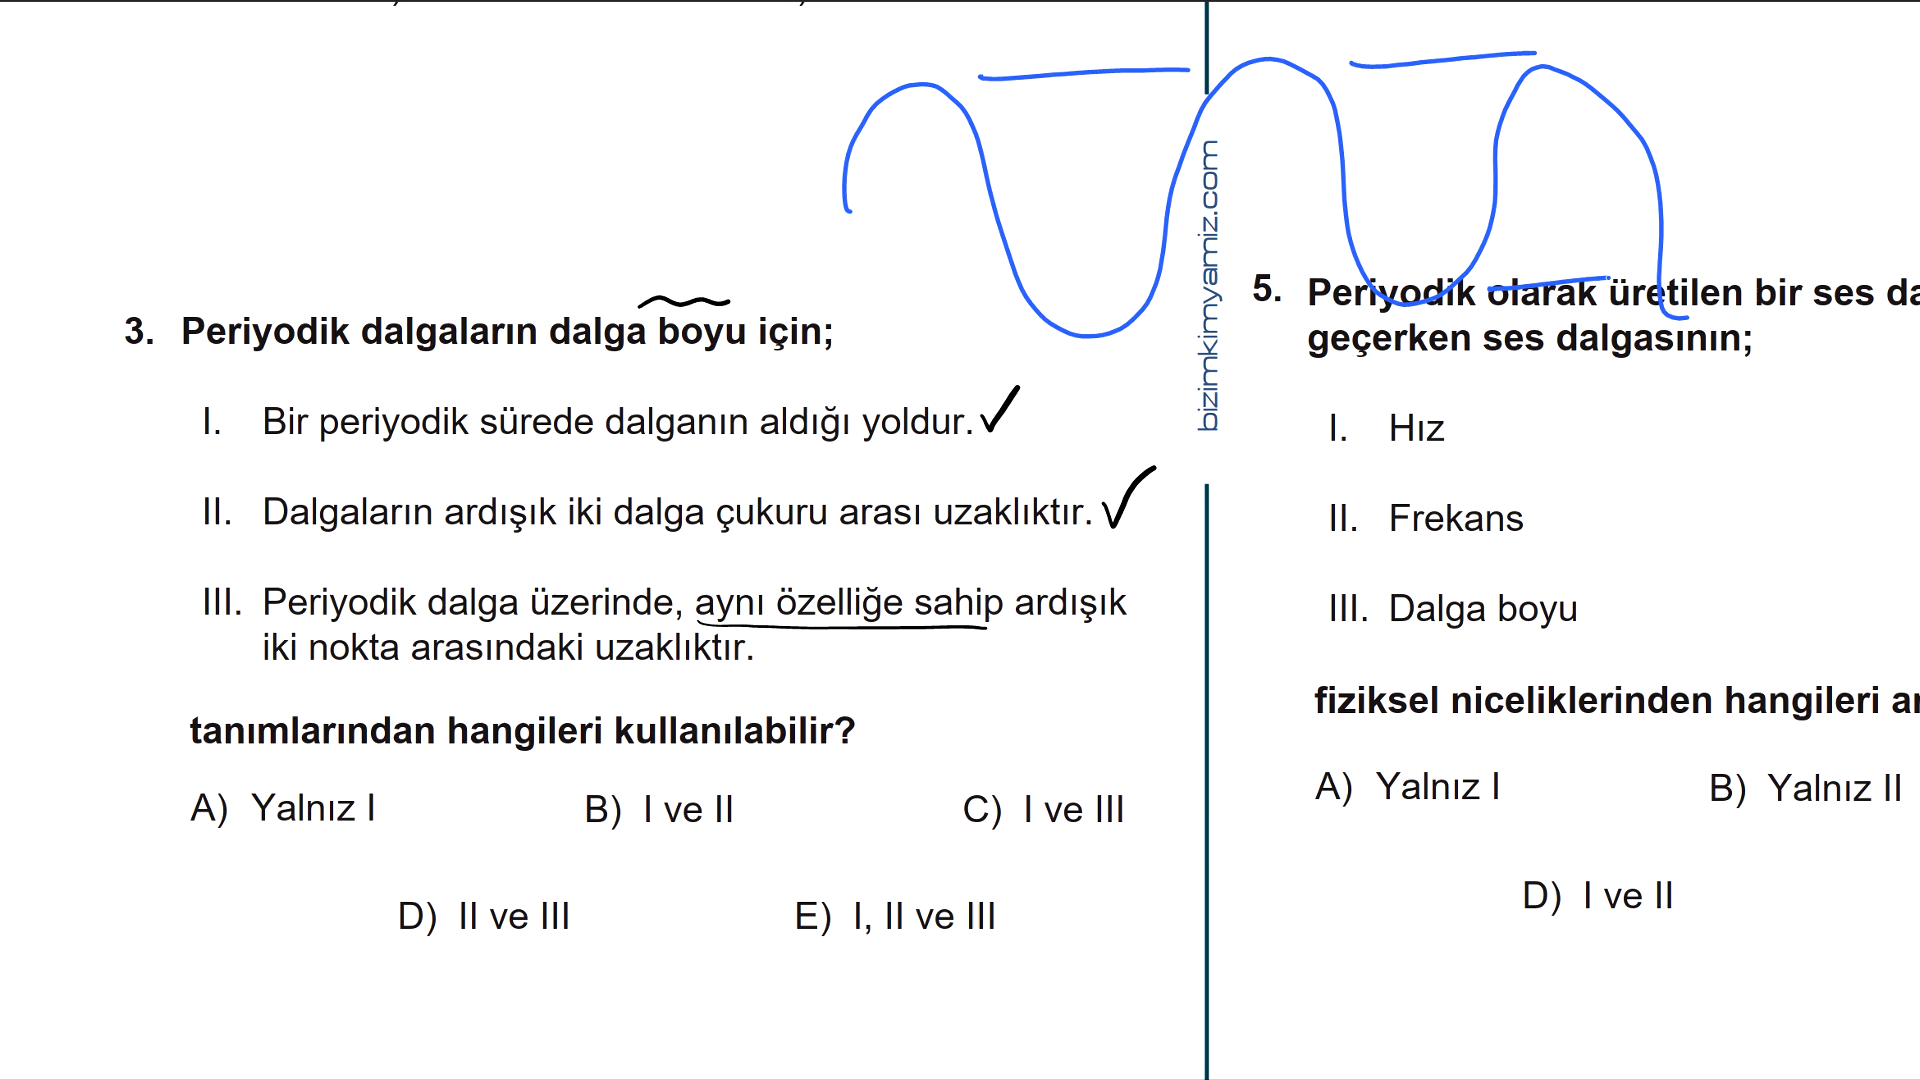 3. Periyodik dalgaların dalga boyu için;
I. Bir periyodik sürede dalganın aldığı yoldur.
II. Dalgaların ardışık iki dalga çukuru arası uzaklıktır.
III. Periyodik dalga üzerinde, aynı özelliğe sahip ardışık
iki nokta arasındaki uzaklıktır.
tanımlarından hangileri kullanılabilir?
A) Yalnız I
B) I ve II
C) I ve III
D) II ve III
E) I, II ve III
bizimkimyamiz.com
5. Periyodik olarak üretilen bir ses da
geçerken ses dalgasının;
I. Hız
II. Frekans
III. Dalga boyu
fiziksel niceliklerinden hangileri
A) Yalnız I
B) Yalnız II
D) I ve II